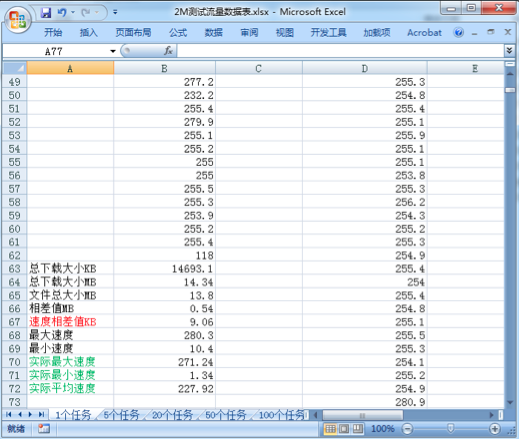 2M测试流量数据表.xlsx - Microsoft Excel
开始 插入 页面布局 公式 数据 审阅 视图 开发工具 加载项 Acrobat
A77 fx
A B C D E
49 277.2 255.3
50 232.2 254.8
51 255.4 255.4
52 279.9 255.1
53 255.1 255.9
54 255.2 255.1
55 255 255.1
56 255 253.8
57 255.5 255.3
58 255.3 256.2
59 253.9 254.3
60 255.2 255.2
61 255.4 255.3
62 118 254.9
63 总下载大小KB 14693.1 255.4
64 总下载大小MB 14.34 254
65 文件总大小MB 13.8 255.4
66 相差值MB 0.54 254.8
67 速度相差值KB 9.06 255.1
68 最大速度 280.3 255.5
69 最小速度 10.4 255.3
70 实际最大速度 271.24 254.1
71 实际最小速度 1.34 255.2
72 实际平均速度 227.92 254.9
73 280.9
1个任务 5个任务 20个任务 50个任务 100个任务
就绪 100%